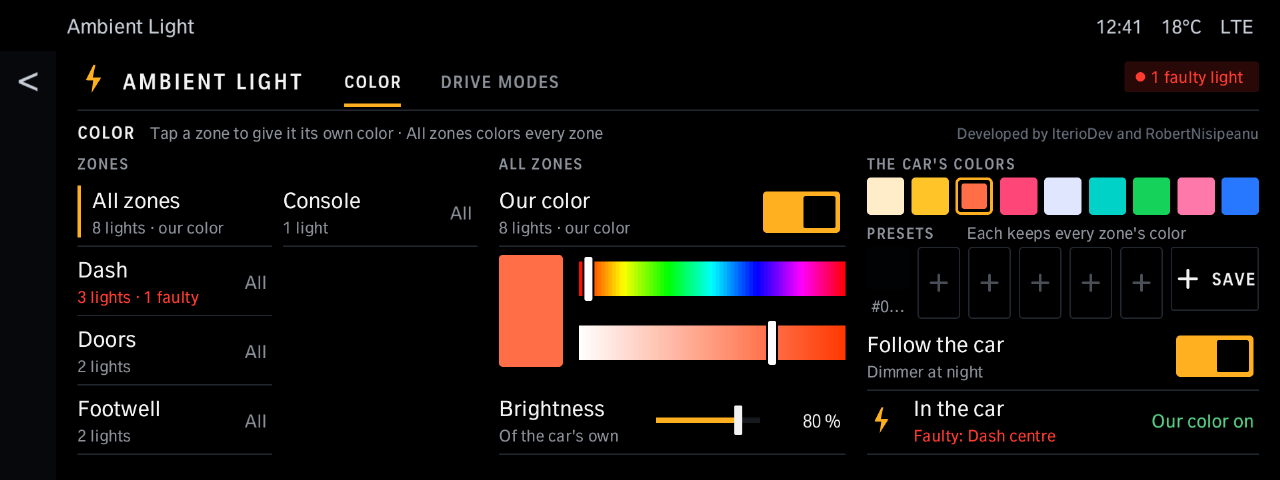 Ambient Light
12:41 18°C LTE
<
AMBIENT LIGHT COLOR DRIVE MODES
1 faulty light
COLOR Tap a zone to give it its own color · All zones colors every zone
Developed by IterioDev and RobertNisipeanu
ZONES
All zones
8 lights · our color
Console
1 light
All
Dash
3 lights · 1 faulty
All
Doors
2 lights
All
Footwell
2 lights
All
ALL ZONES
Our color
8 lights · our color
Brightness
Of the car's own
80 %
THE CAR'S COLORS
PRESETS Each keeps every zone's color
#0...
+ + + + +
+ SAVE
Follow the car
Dimmer at night
In the car
Faulty: Dash centre
Our color on